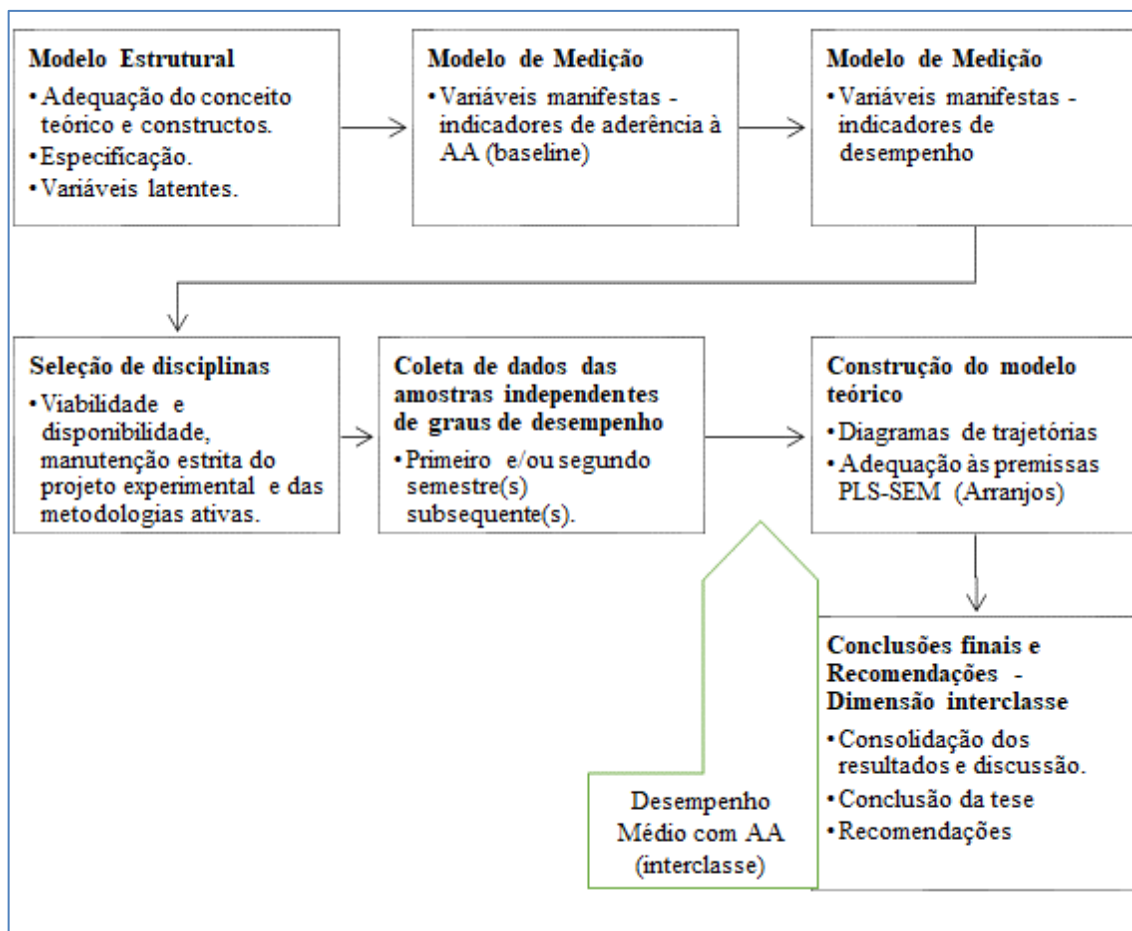 Modelo Estrutural
• Adequação do conceito
teórico e constructos.
• Especificação.
• Variáveis latentes.
Modelo de Medição
• Variáveis manifestas -
indicadores de aderência à
AA (baseline)
Modelo de Medição
• Variáveis manifestas -
indicadores de
desempenho
Seleção de disciplinas
• Viabilidade e
disponibilidade,
manutenção estrita do
projeto experimental e das
metodologias ativas.
Coleta de dados das
amostras independentes
de graus de desempenho
• Primeiro e/ou segundo
semestre(s)
subsequente(s).
Construção do modelo
teórico
• Diagramas de trajetórias
• Adequação às premissas
PLS-SEM (Arranjos)
Desempenho
Médio com AA
(interclasse)
Conclusões finais e
Recomendações -
Dimensão interclasse
• Consolidação dos
resultados e discussão.
• Conclusão da tese
• Recomendações